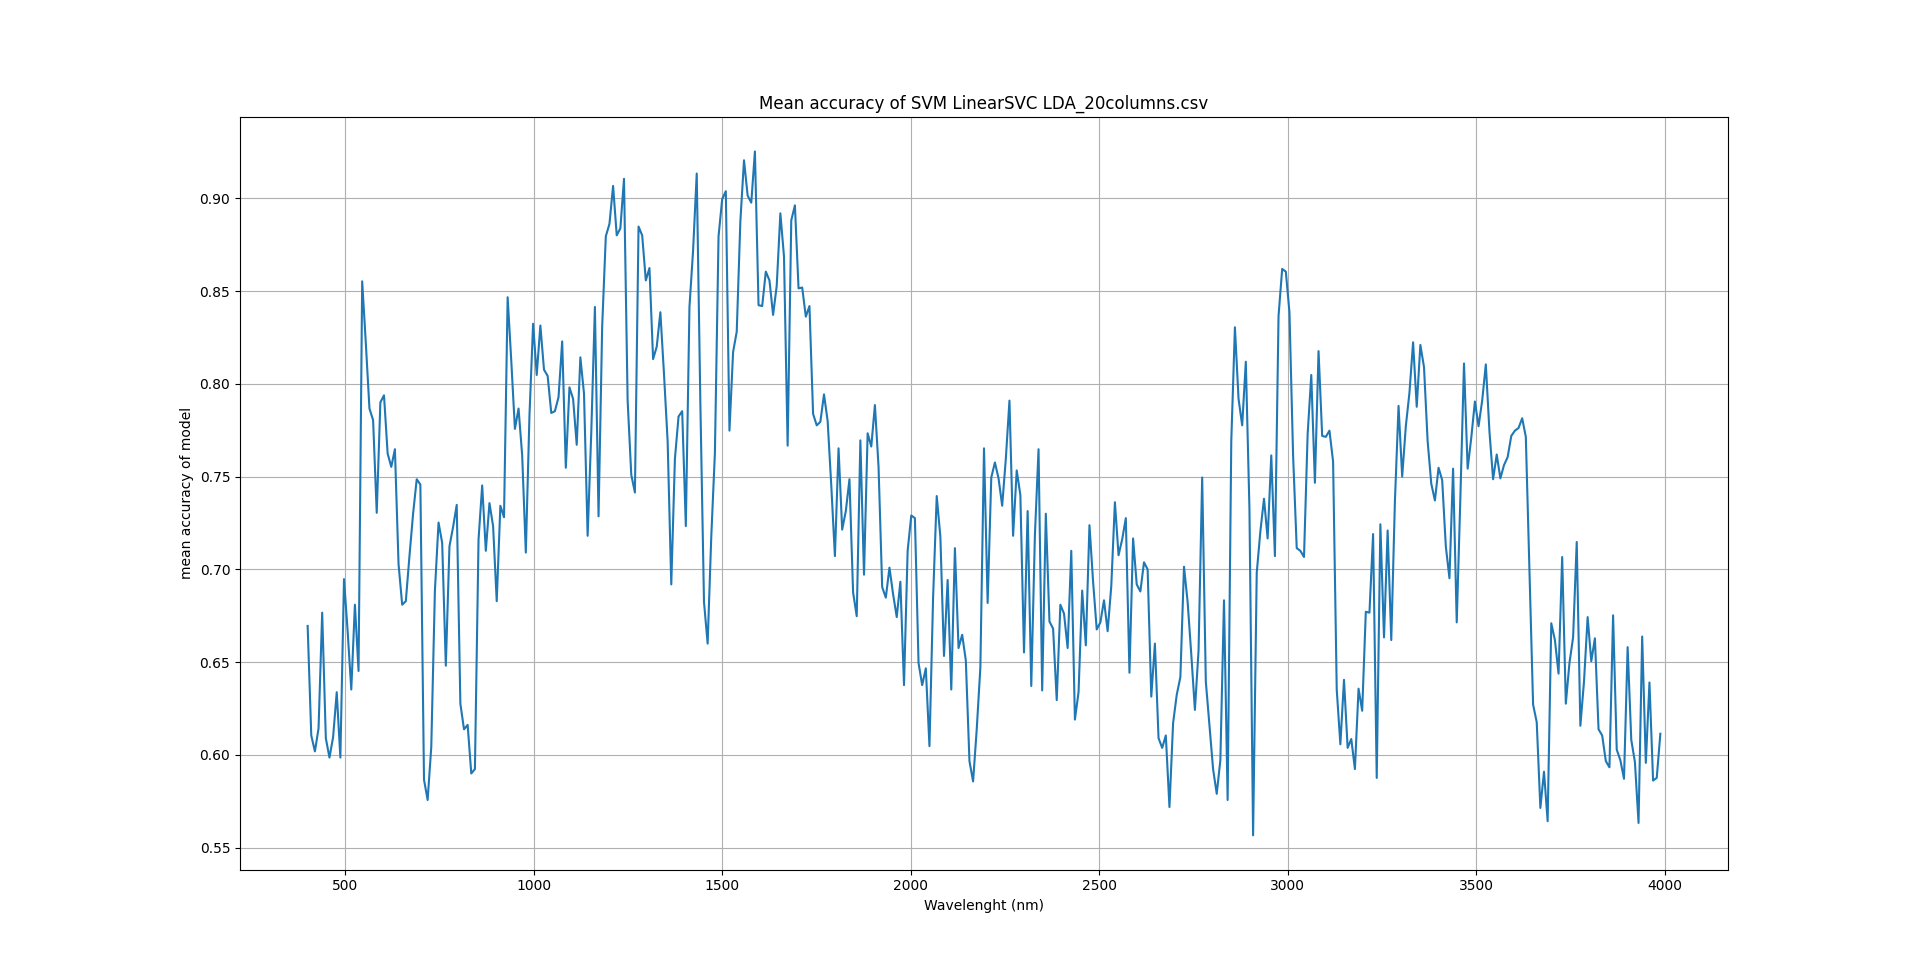 Mean accuracy of SVM LinearSVC LDA_20columns.csv
mean accuracy of model
0.90
0.85
0.80
0.75
0.70
0.65
0.60
0.55
500 1000 1500 2000 2500 3000 3500 4000
Wavelenght (nm)